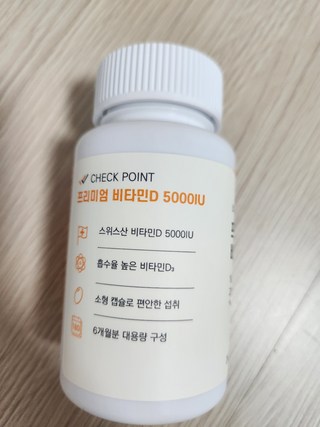 CHECK POINT
프리미엄 비타민D 5000IU
스위스산 비타민D 5000IU
흡수율 높은 비타민D₃
소형 캡슐로 편안한 섭취
6개월분 대용량 구성